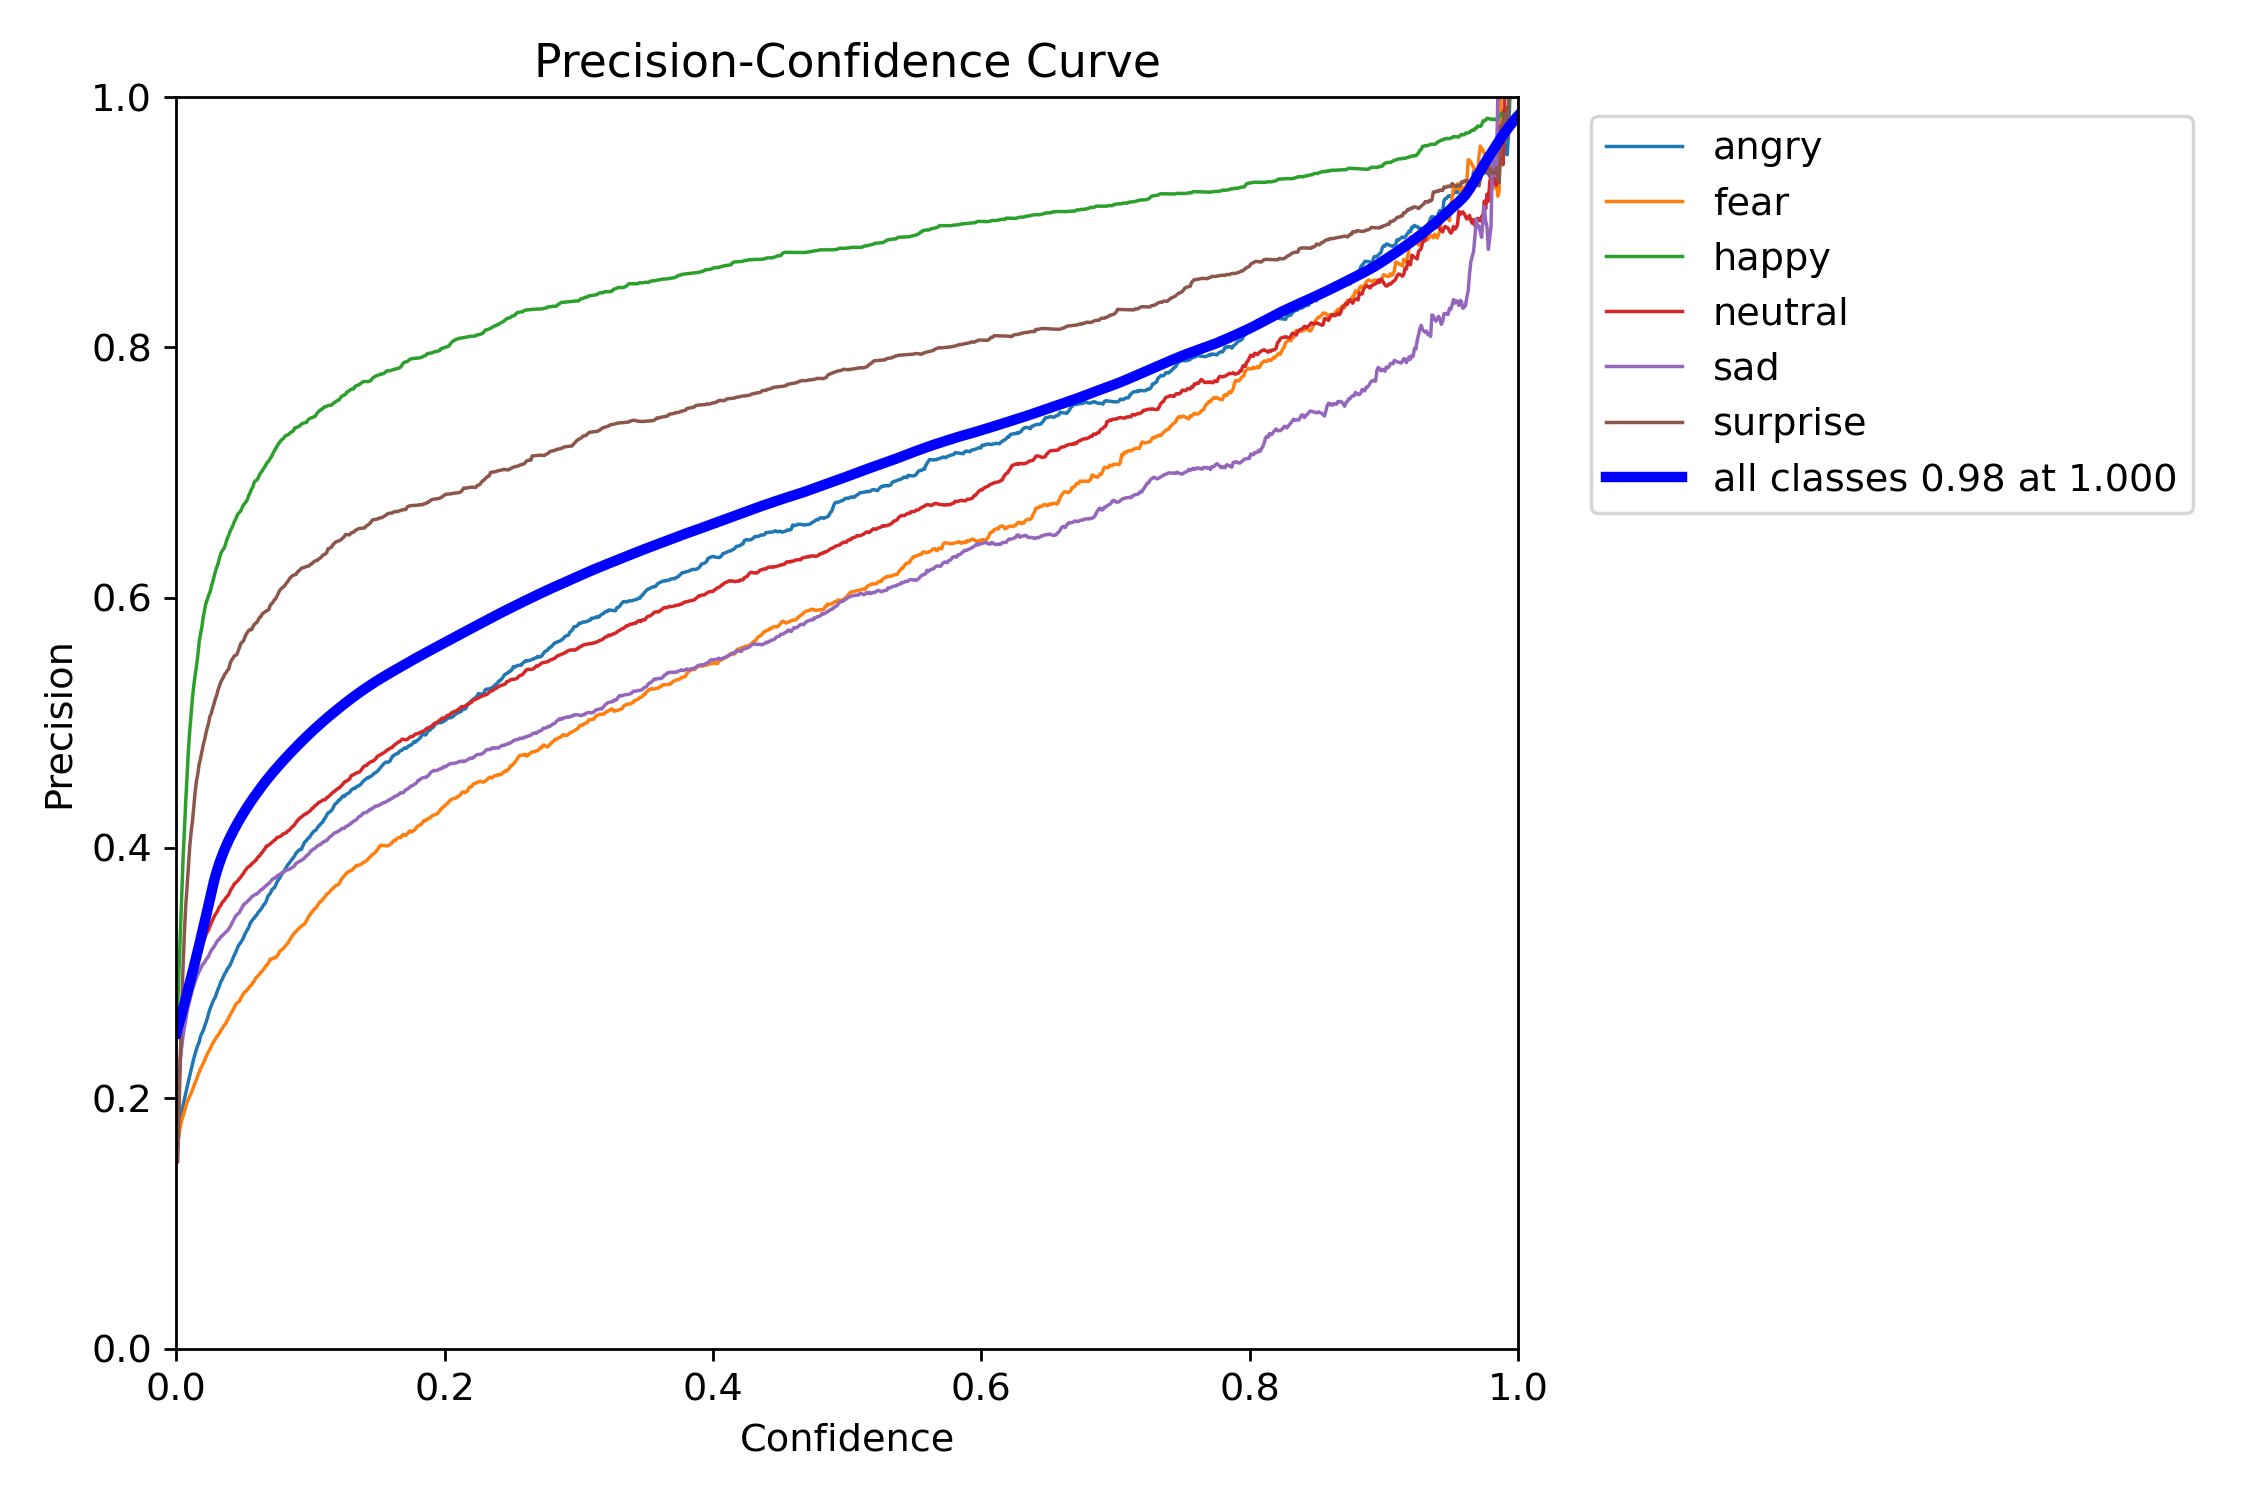 Precision-Confidence Curve
1.0
0.8
0.6
0.4
0.2
0.0
Precision
0.0 0.2 0.4 0.6 0.8 1.0
Confidence
angry
fear
happy
neutral
sad
surprise
all classes 0.98 at 1.000